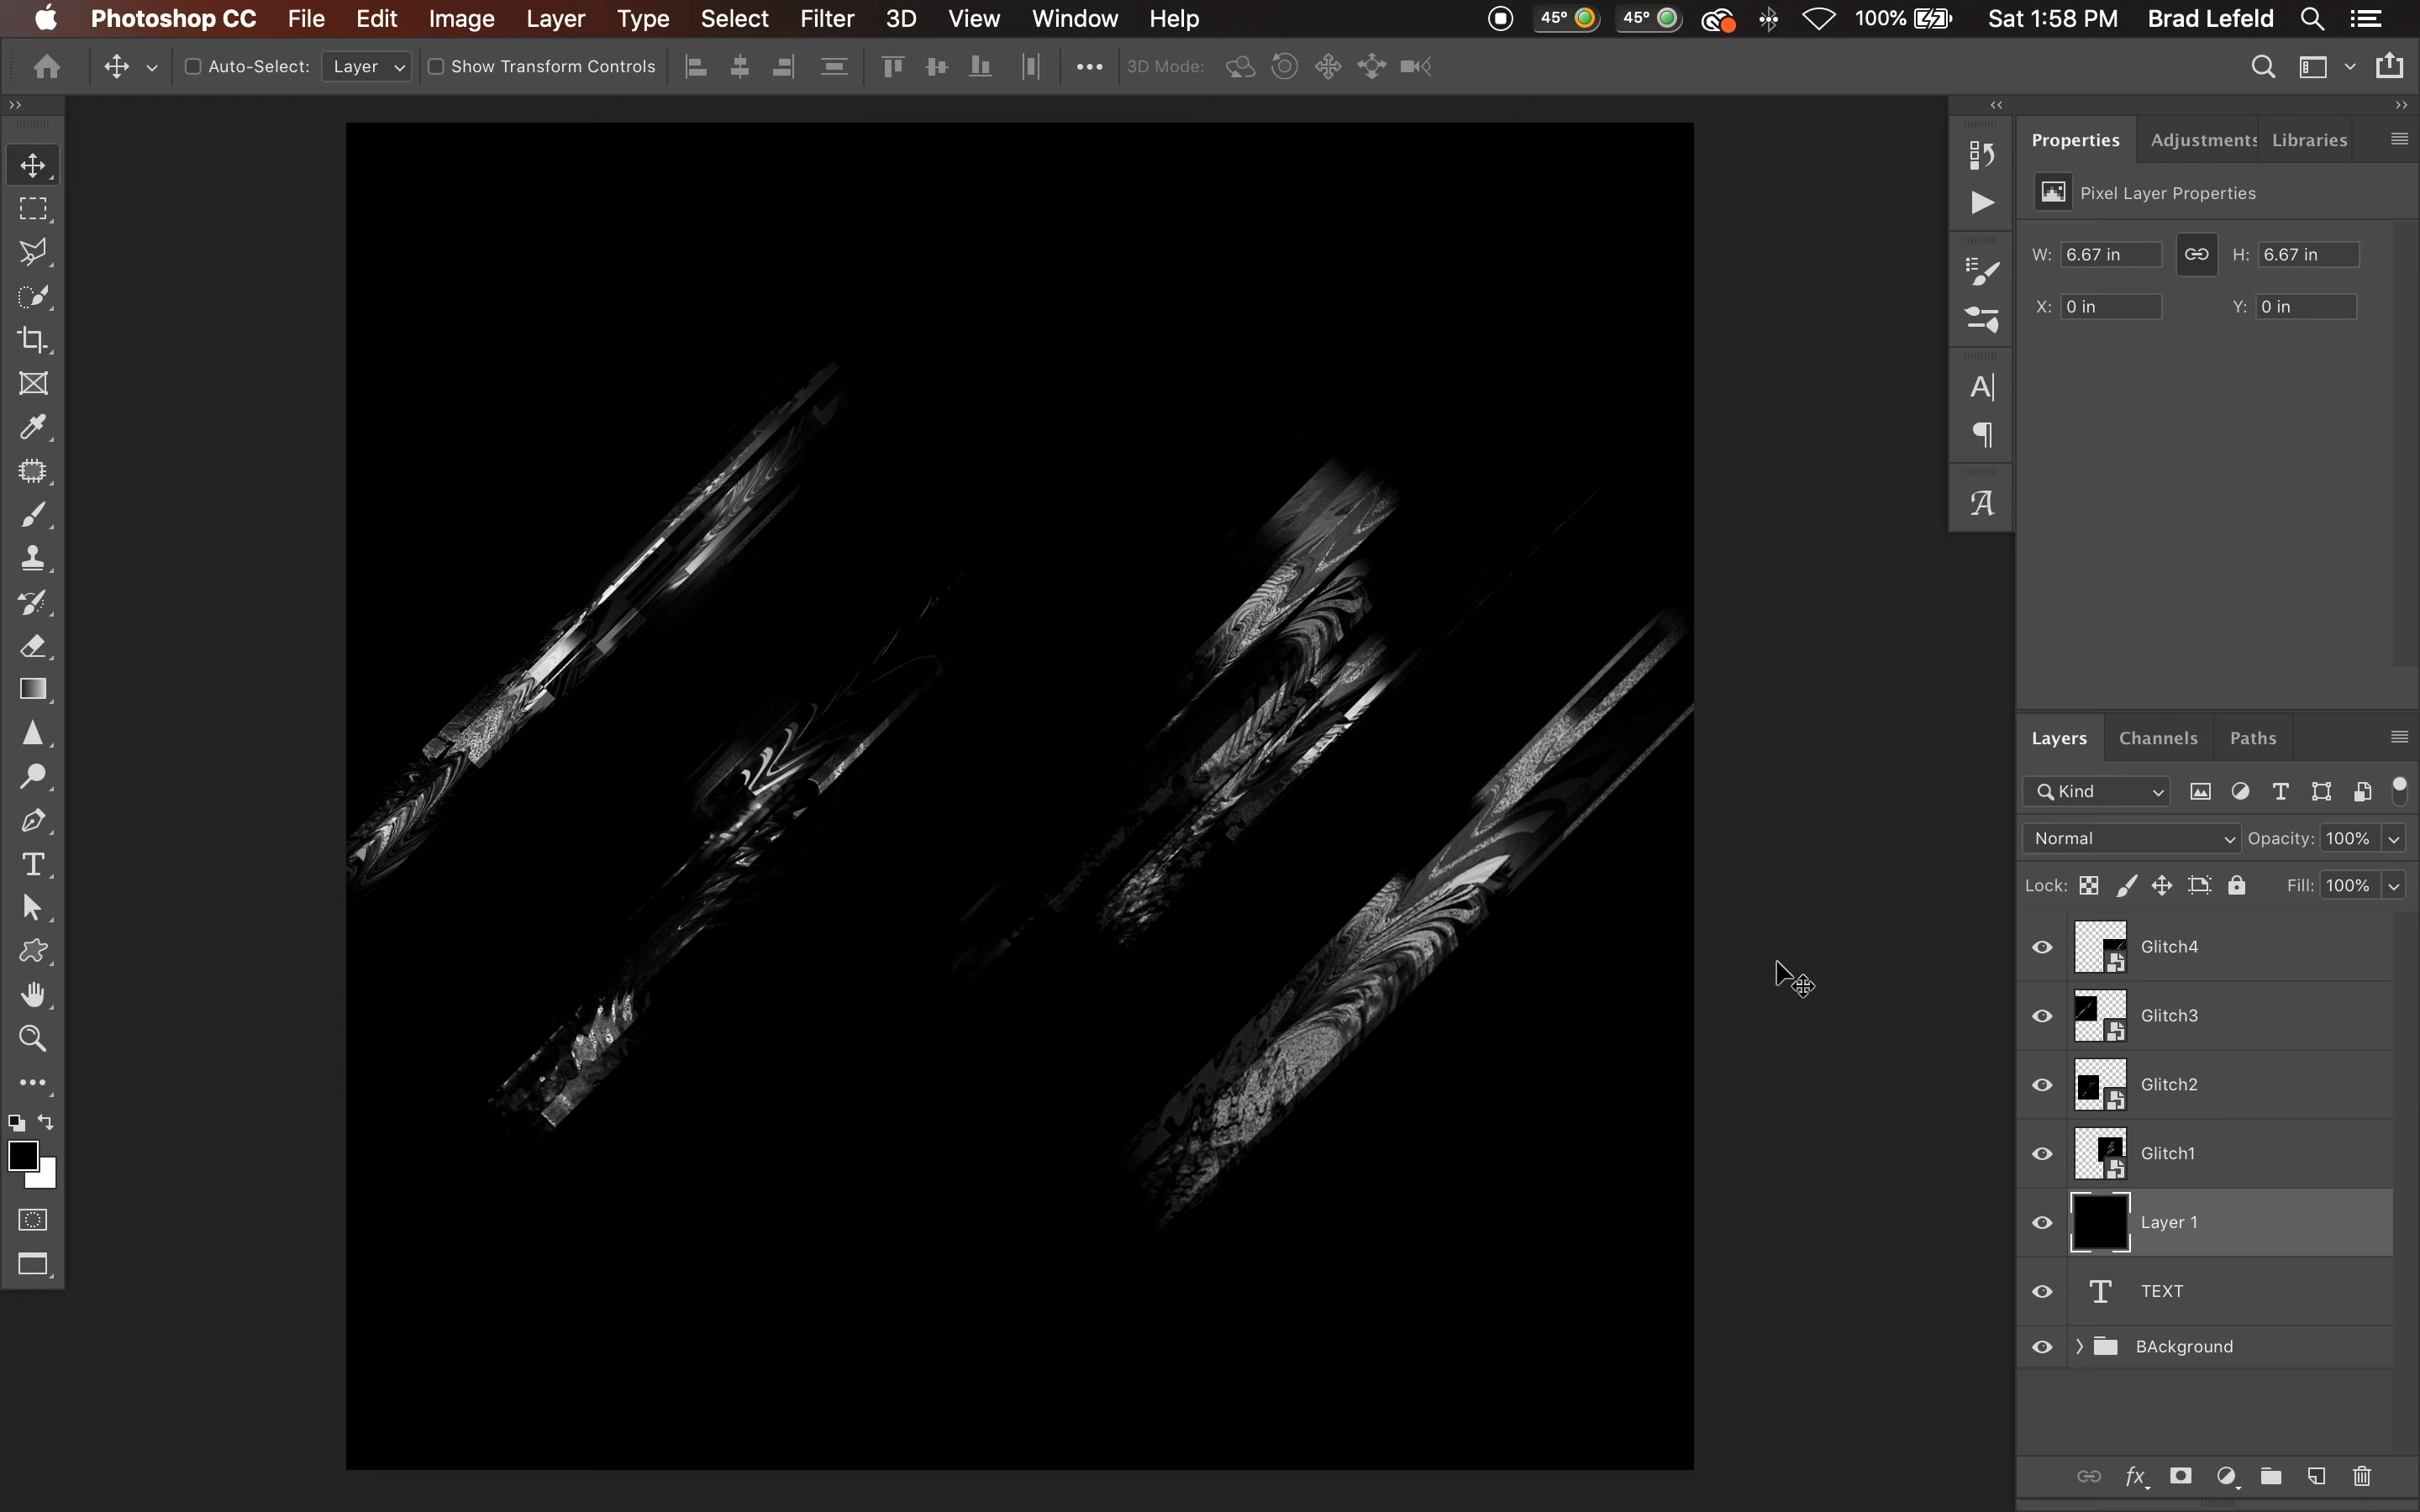 Photoshop CC File Edit Image Layer Type Select Filter 3D View Window Help 45° 45° 100% Sat 1:58 PM Brad Lefeld
Auto-Select: Layer Show Transform Controls 3D Mode:
Properties Adjustments Libraries
Pixel Layer Properties
W: 6.67 in H: 6.67 in
X: 0 in Y: 0 in
Layers Channels Paths
Kind
Normal Opacity: 100%
Lock: Fill: 100%
Glitch4
Glitch3
Glitch2
Glitch1
Layer 1
TEXT
BAckground